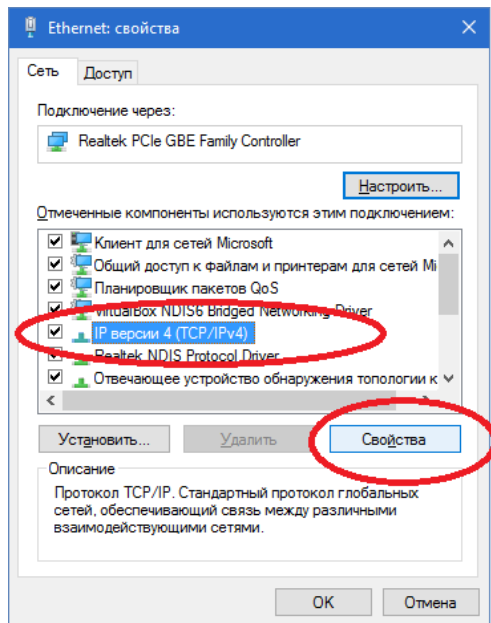 Ethernet: свойства
Сеть
Доступ
Подключение через:
Realtek PCIe GBE Family Controller
Настроить...
Отмеченные компоненты используются этим подключением:
Клиент для сетей Microsoft
Общий доступ к файлам и принтерам для сетей Mi
Планировщик пакетов QoS
VirtualBox NDIS6 Bridged Networking Driver
IP версии 4 (TCP/IPv4)
Realtek NDIS Protocol Driver
Отвечающее устройство обнаружения топологии к
Установить...
Удалить
Свойства
Описание
Протокол TCP/IP. Стандартный протокол глобальных
сетей, обеспечивающий связь между различными
взаимодействующими сетями.
OK
Отмена